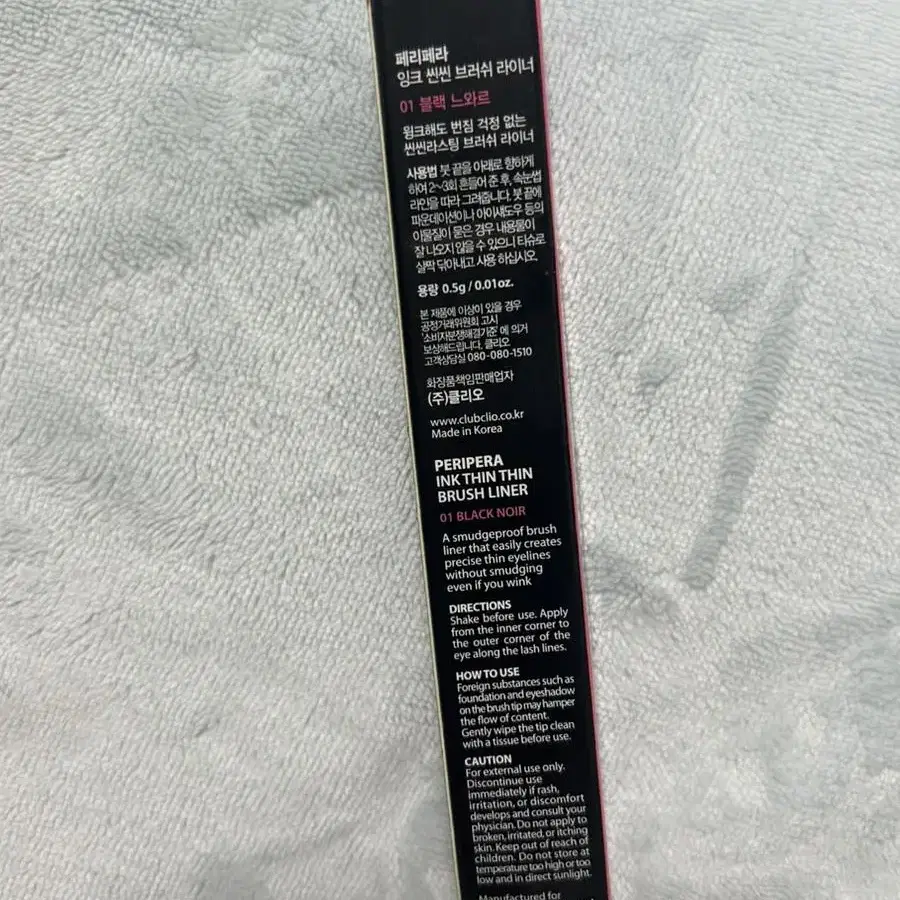 페리페라
잉크 씬씬 브러쉬 라이너
01 블랙 느와르
윙크해도 번짐 걱정 없는
씬씬라스팅 브러쉬 라이너
사용법 붓 끝을 아래로 향하게
하여 2~3회 흔들어 준 후, 속눈썹
라인을 따라 그려줍니다. 붓 끝에
파운데이션이나 아이섀도우 등의
이물질이 묻은 경우 내용물이
잘 나오지 않을 수 있으니 티슈로
살짝 닦아내고 사용 하십시오.
용량 0.5g / 0.01oz.
본 제품에 이상이 있을 경우
공정거래위원회 고시
'소비자분쟁해결기준' 에 의거
보상해드립니다. 클리오
고객상담실 080-080-1510
화장품책임판매업자
(주)클리오
www.clubclio.co.kr
Made in Korea
PERIPERA
INK THIN THIN
BRUSH LINER
01 BLACK NOIR
A smudgeproof brush
liner that easily creates
precise thin eyelines
without smudging
even if you wink
DIRECTIONS
Shake before use. Apply
from the inner corner to
the outer corner of the
eye along the lash lines.
HOW TO USE
Foreign substances such as
foundation and eyeshadow
on the brush tip may hamper
the flow of content.
Gently wipe the tip clean
with a tissue before use.
CAUTION
For external use only.
Discontinue use
immediately if rash,
irritation, or discomfort
develops and consult your
physician. Do not apply to
broken, irritated, or itching
skin. Keep out of reach of
children. Do not store at
temperature too high or too
low and in direct sunlight.
Manufactured for